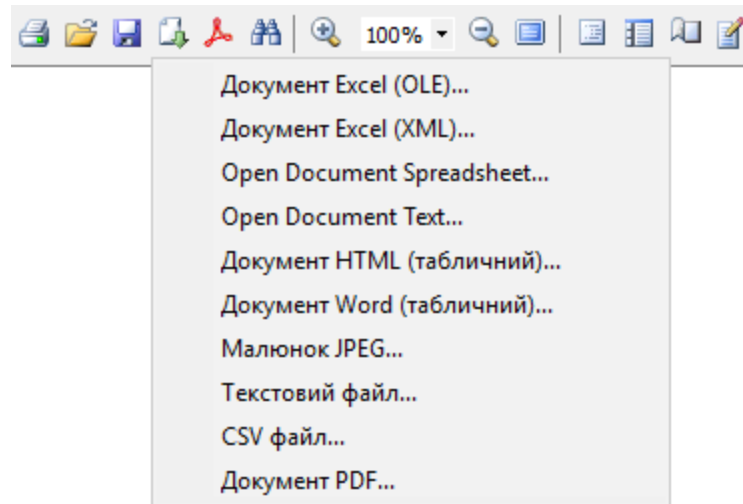 100%
Документ Excel (OLE)...
Документ Excel (XML)...
Open Document Spreadsheet...
Open Document Text...
Документ HTML (табличний)...
Документ Word (табличний)...
Малюнок JPEG...
Текстовий файл...
CSV файл...
Документ PDF...